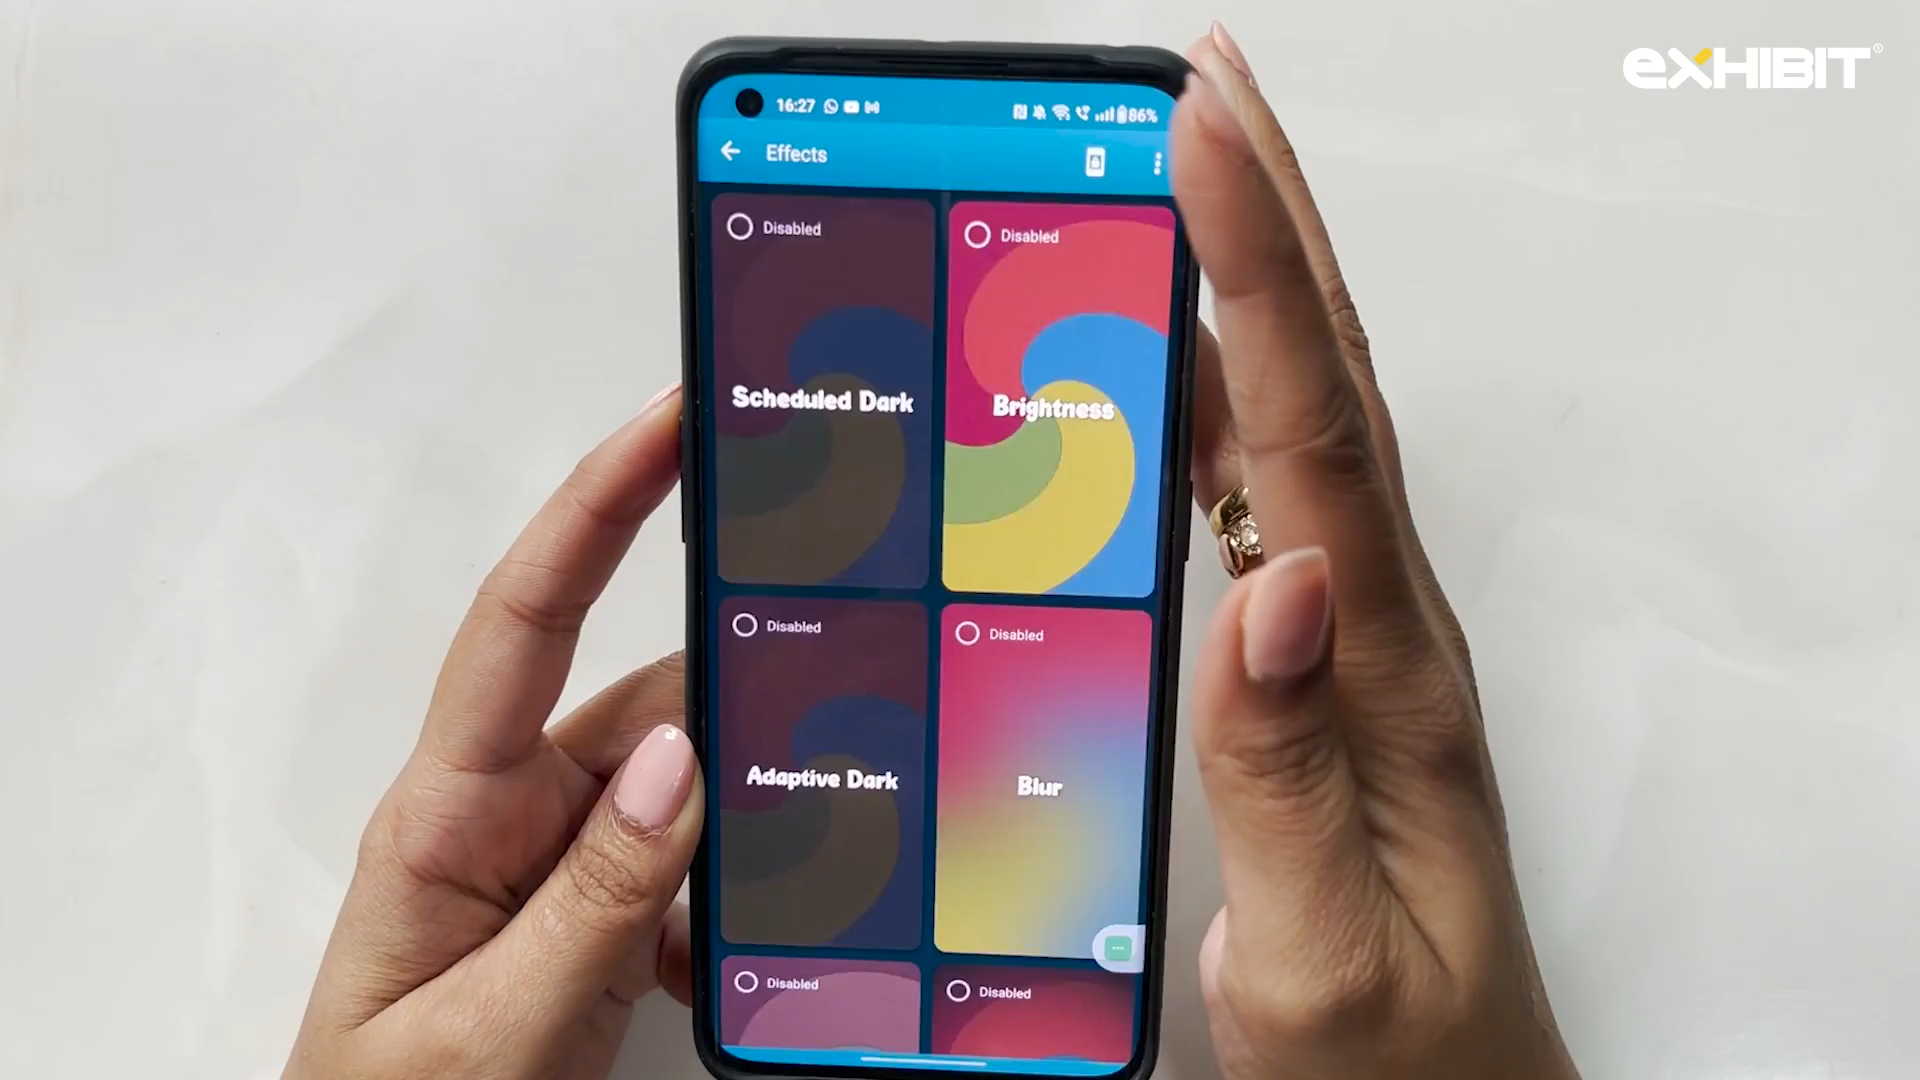 eXHIBIT®
16:27
86%
Effects
Disabled
Disabled
Scheduled Dark
Brightness
Disabled
Disabled
Adaptive Dark
Blur
Disabled
Disabled